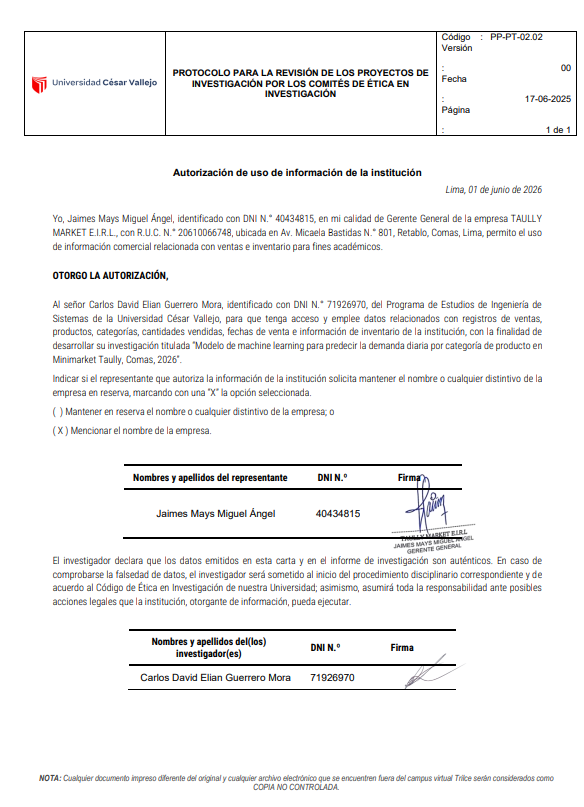 Universidad César Vallejo
PROTOCOLO PARA LA REVISIÓN DE LOS PROYECTOS DE
INVESTIGACIÓN POR LOS COMITÉS DE ÉTICA EN
INVESTIGACIÓN
Código : PP-PT-02.02
Versión
: 00
Fecha
: 17-06-2025
Página
: 1 de 1
Autorización de uso de información de la institución
Lima, 01 de junio de 2026
Yo, Jaimes Mays Miguel Ángel, identificado con DNI N.° 40434815, en mi calidad de Gerente General de la empresa TAULLY
MARKET E.I.R.L., con R.U.C. N.° 20610066748, ubicada en Av. Micaela Bastidas N.° 801, Retablo, Comas, Lima, permito el uso
de información comercial relacionada con ventas e inventario para fines académicos.
OTORGO LA AUTORIZACIÓN,
Al señor Carlos David Elian Guerrero Mora, identificado con DNI N.° 71926970, del Programa de Estudios de Ingeniería de
Sistemas de la Universidad César Vallejo, para que tenga acceso y emplee datos relacionados con registros de ventas,
productos, categorías, cantidades vendidas, fechas de venta e información de inventario de la institución, con la finalidad de
desarrollar su investigación titulada "Modelo de machine learning para predecir la demanda diaria por categoría de producto en
Minimarket Taully, Comas, 2026".
Indicar si el representante que autoriza la información de la institución solicita mantener el nombre o cualquier distintivo de la
empresa en reserva, marcando con una "X" la opción seleccionada.
( ) Mantener en reserva el nombre o cualquier distintivo de la empresa; o
( X ) Mencionar el nombre de la empresa.
Nombres y apellidos del representante DNI N.° Firma
Jaimes Mays Miguel Ángel 40434815
TAULLY MARKET E.I.R.L
JAIMES MAYS MIGUEL ANGEL
GERENTE GENERAL
El investigador declara que los datos emitidos en esta carta y en el informe de investigación son auténticos. En caso de
comprobarse la falsedad de datos, el investigador será sometido al inicio del procedimiento disciplinario correspondiente y de
acuerdo al Código de Ética en Investigación de nuestra Universidad; asimismo, asumirá toda la responsabilidad ante posibles
acciones legales que la institución, otorgante de información, pueda ejecutar.
Nombres y apellidos del(los)
investigador(es) DNI N.° Firma
Carlos David Elian Guerrero Mora 71926970
NOTA: Cualquier documento impreso diferente del original y cualquier archivo electrónico que se encuentren fuera del campus virtual Trilce serán considerados como
COPIA NO CONTROLADA.